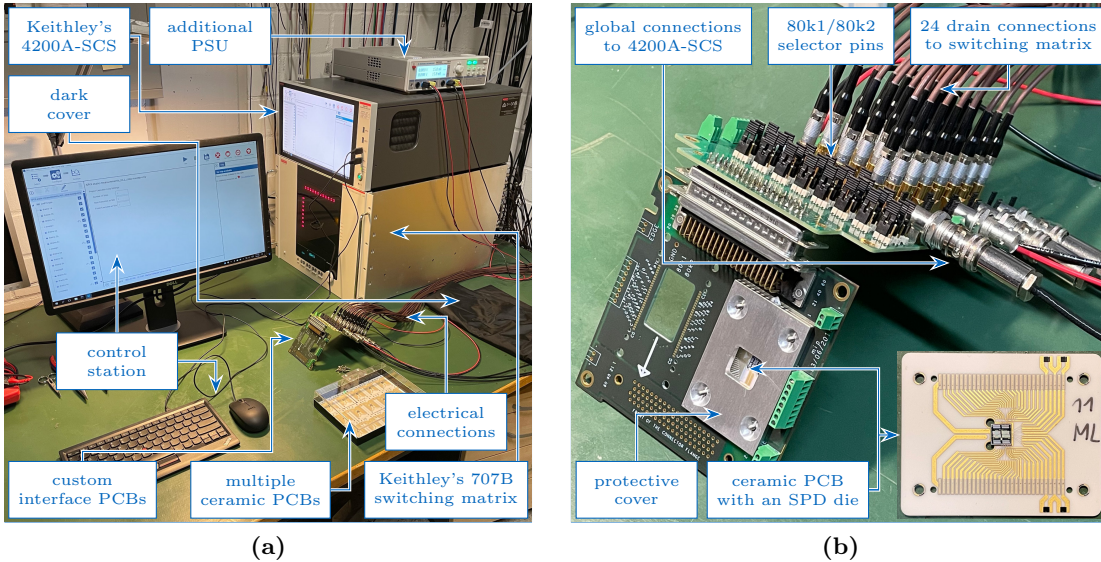 Keithley's
4200A-SCS
additional
PSU
dark
cover
control
station
electrical
connections
custom
interface PCBs
multiple
ceramic PCBs
Keithley's 707B
switching matrix
(a)
global connections
to 4200A-SCS
80k1/80k2
selector pins
24 drain connections
to switching matrix
EDGE
protective
cover
ceramic PCB
with an SPD die
11
ML
(b)